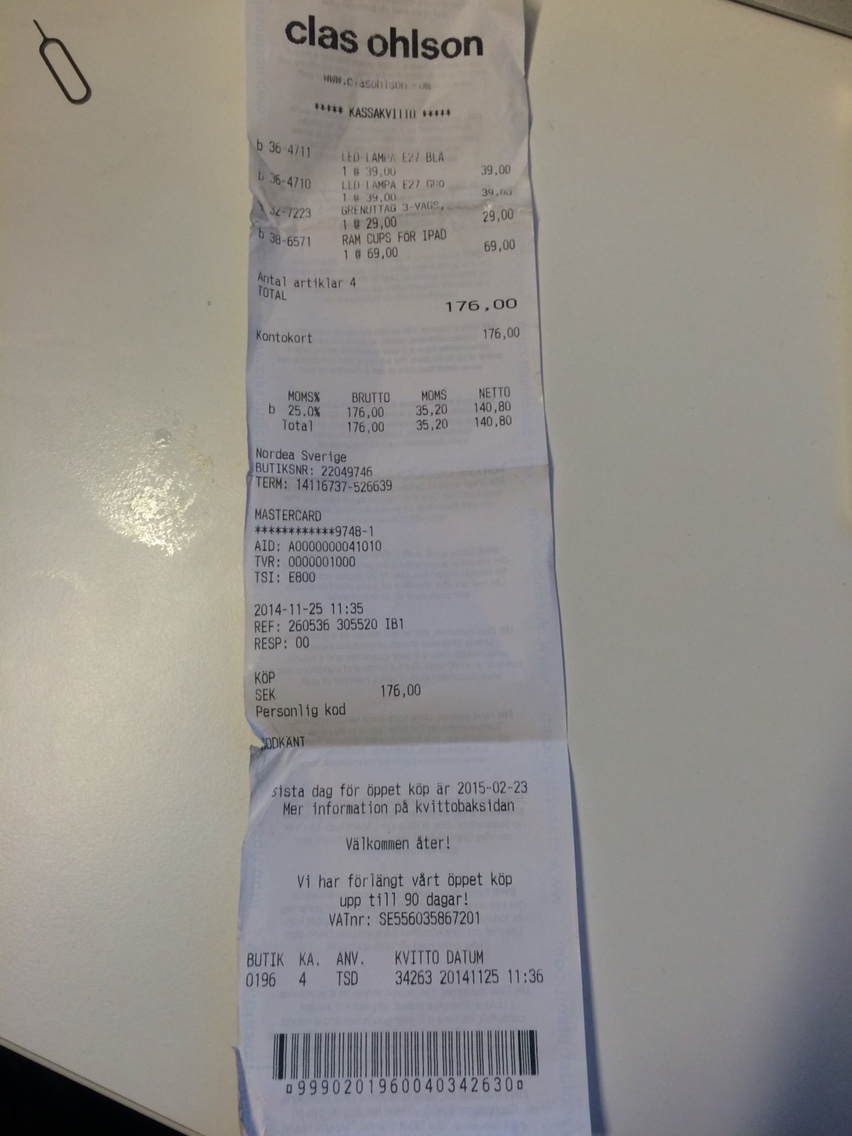 clas ohlson
www.clasohlson.com
***** KASSAKVITTO *****
b 36-4711 LED-LAMPA E27 BLÅ
1 @ 39,00 39,00
b 36-4710 LED LAMPA E27 GRÖ
1 @ 39,00 39,00
32-7223 GRENUTTAG 3-VÄGS,
1 @ 29,00 29,00
b 38-6571 RAM CUPS FÖR IPAD
1 @ 69,00 69,00
Antal artiklar 4
TOTAL
176,00
Kontokort 176,00
MOMS% BRUTTO MOMS NETTO
b 25.0% 176,00 35,20 140,80
Total 176,00 35,20 140,80
Nordea Sverige
BUTIKSNR: 22049746
TERM: 14116737-526639
MASTERCARD
************9748-1
AID: A0000000041010
TVR: 0000001000
TSI: E800
2014-11-25 11:35
REF: 260536 305520 IB1
RESP: 00
KÖP
SEK 176,00
Personlig kod
GODKÄNT
Sista dag för öppet köp är 2015-02-23
Mer information på kvittobaksidan
Välkommen åter!
Vi har förlängt vårt öppet köp
upp till 90 dagar!
VATnr: SE556035867201
BUTIK KA. ANV. KVITTO DATUM
0196 4 TSD 34263 20141125 11:36
¤99902019600403426300¤